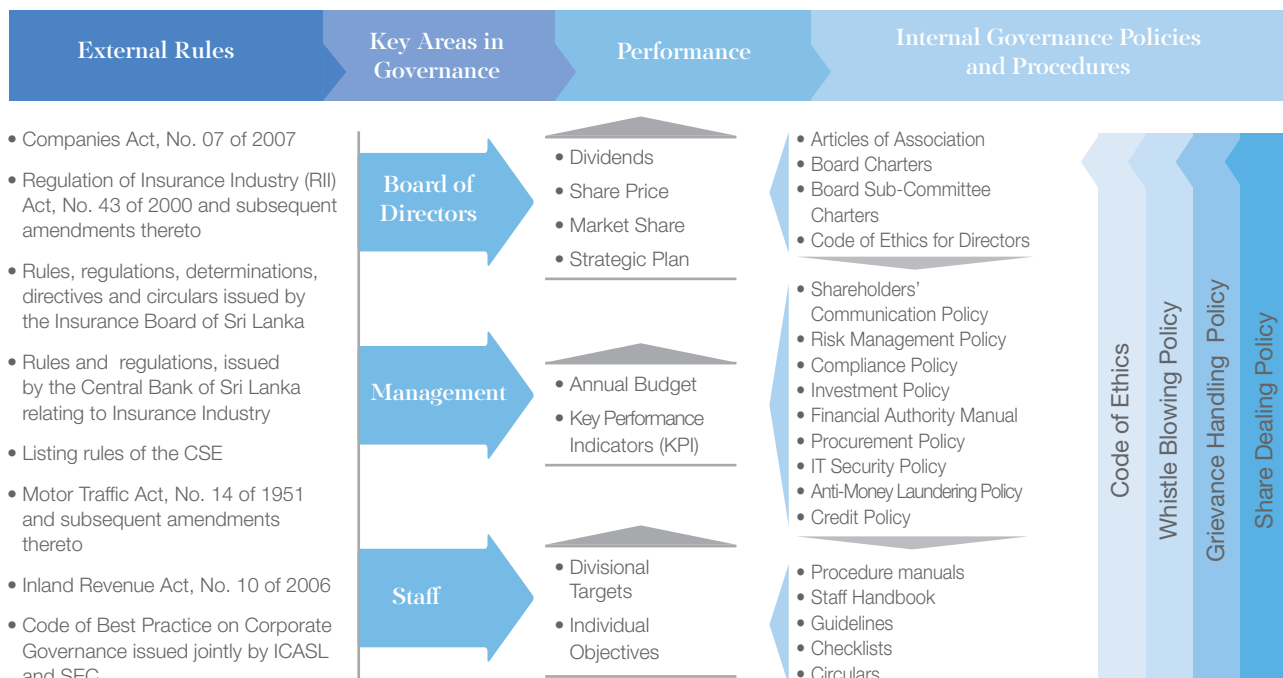 External Rules
Key Areas in
Governance
Performance
Internal Governance Policies
and Procedures
• Companies Act, No. 07 of 2007
• Regulation of Insurance Industry (RII)
Act, No. 43 of 2000 and subsequent
amendments thereto
• Rules, regulations, determinations,
directives and circulars issued by
the Insurance Board of Sri Lanka
• Rules and regulations, issued
by the Central Bank of Sri Lanka
relating to Insurance Industry
• Listing rules of the CSE
• Motor Traffic Act, No. 14 of 1951
and subsequent amendments
thereto
• Inland Revenue Act, No. 10 of 2006
• Code of Best Practice on Corporate
Governance issued jointly by ICASL
and SEC
Board of
Directors
Management
Staff
• Dividends
• Share Price
• Market Share
• Strategic Plan
• Annual Budget
• Key Performance
Indicators (KPI)
• Divisional
Targets
• Individual
Objectives
• Articles of Association
• Board Charters
• Board Sub-Committee
Charters
• Code of Ethics for Directors
• Shareholders'
Communication Policy
• Risk Management Policy
• Compliance Policy
• Investment Policy
• Financial Authority Manual
• Procurement Policy
• IT Security Policy
• Anti-Money Laundering Policy
• Credit Policy
• Procedure manuals
• Staff Handbook
• Guidelines
• Checklists
• Circulars
Code of Ethics
Whistle Blowing Policy
Grievance Handling Policy
Share Dealing Policy